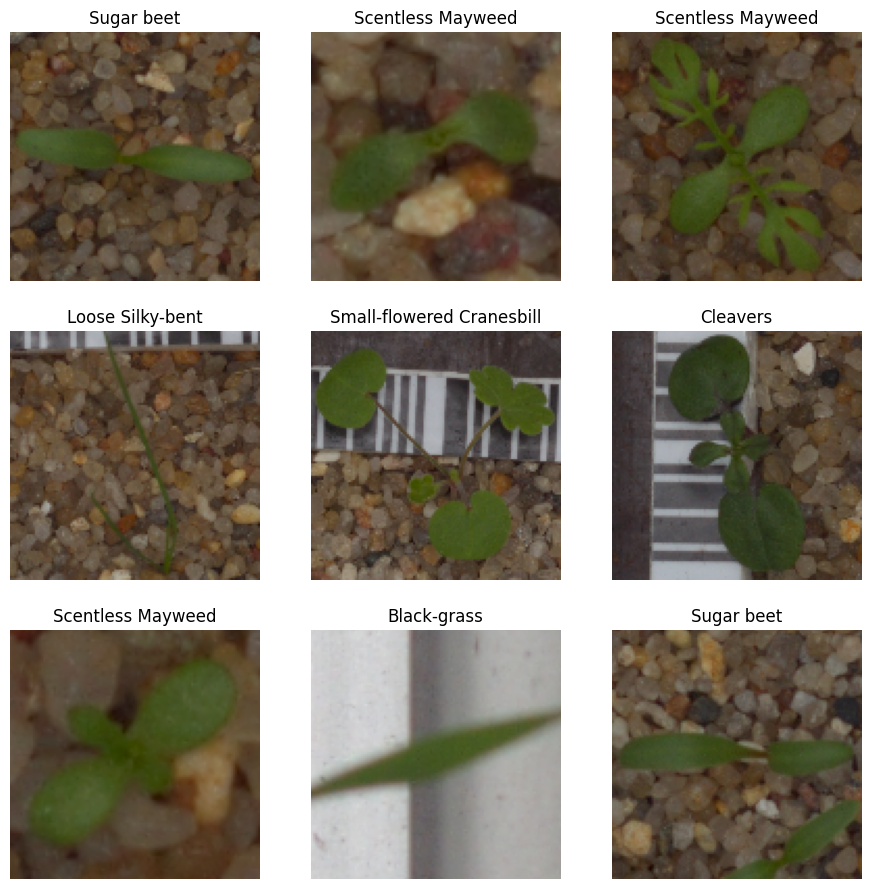 Sugar beet
Scentless Mayweed
Scentless Mayweed
Loose Silky-bent
Small-flowered Cranesbill
Cleavers
Scentless Mayweed
Black-grass
Sugar beet